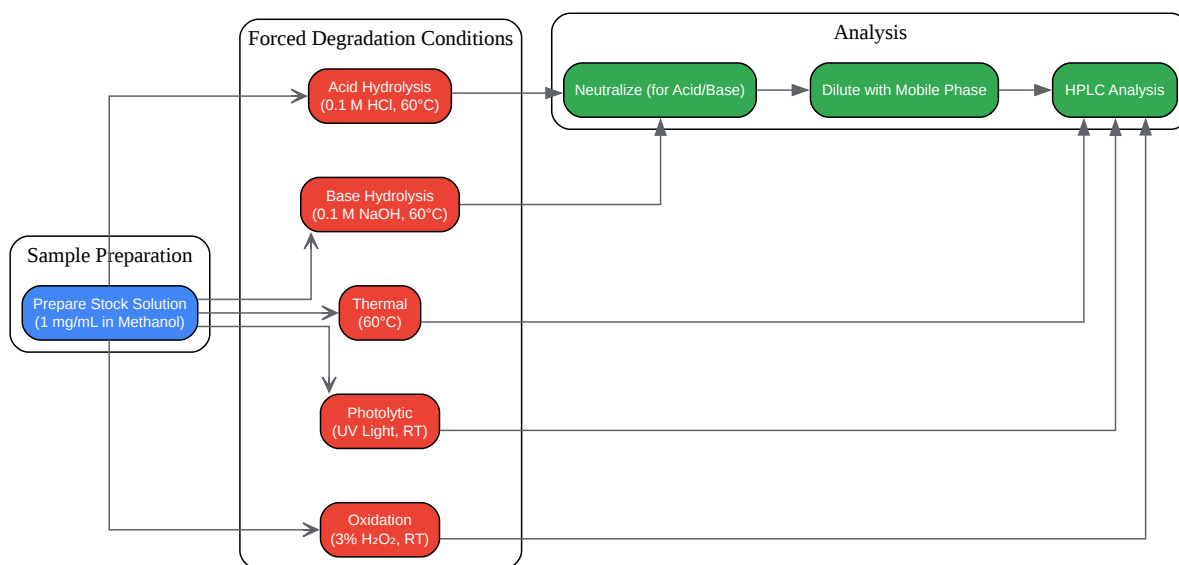 Sample Preparation
Prepare Stock Solution
(1 mg/mL in Methanol)
Forced Degradation Conditions
Acid Hydrolysis
(0.1 M HCl, 60°C)
Base Hydrolysis
(0.1 M NaOH, 60°C)
Thermal
(60°C)
Photolytic
(UV Light, RT)
Oxidation
(3% H₂O₂, RT)
Analysis
Neutralize (for Acid/Base)
Dilute with Mobile Phase
HPLC Analysis